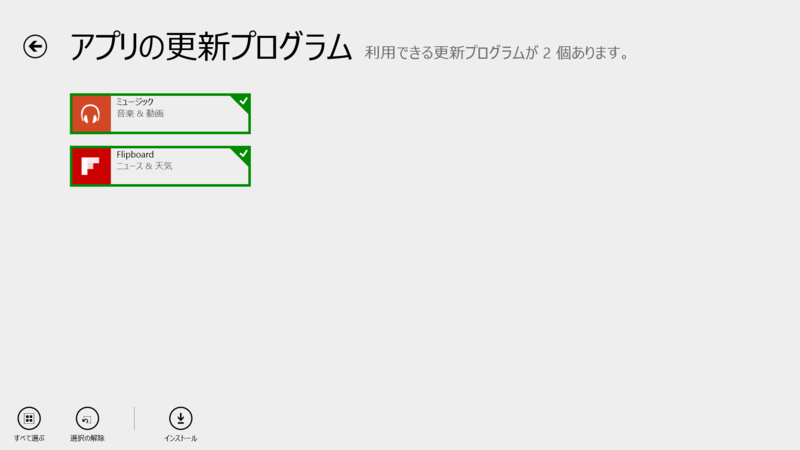 アプリの更新プログラム 利用できる更新プログラムが 2 個あります。
ミュージック
音楽 & 動画
Flipboard
ニュース & 天気
すべて選ぶ
選択の解除
インストール